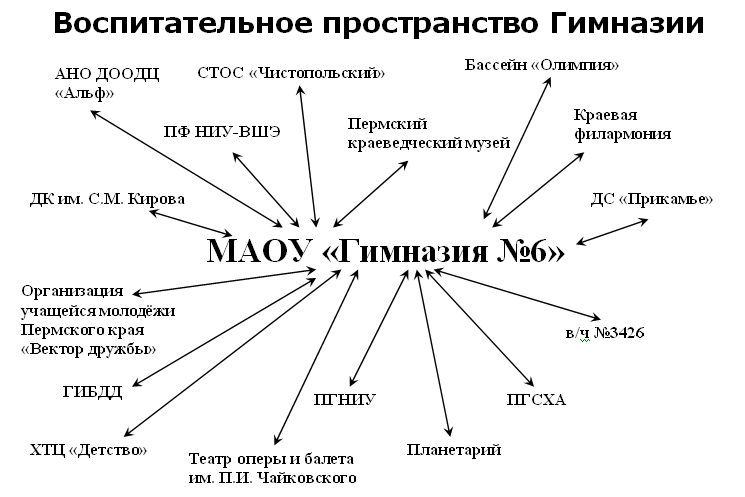 Воспитательное пространство Гимназии
АНО ДООДЦ
«Альф»
СТОС «Чистопольский»
Бассейн «Олимпия»
ПФ НИУ-ВШЭ
Пермский
краеведческий музей
Краевая
филармония
ДК им. С.М. Кирова
ДС «Прикамье»
МАОУ «Гимназия №6»
Организация
учащейся молодёжи
Пермского края
«Вектор дружбы»
в/ч №3426
ГИБДД
ПГНИУ
ПГСХА
ХТЦ «Детство»
Театр оперы и балета
им. П.И. Чайковского
Планетарий